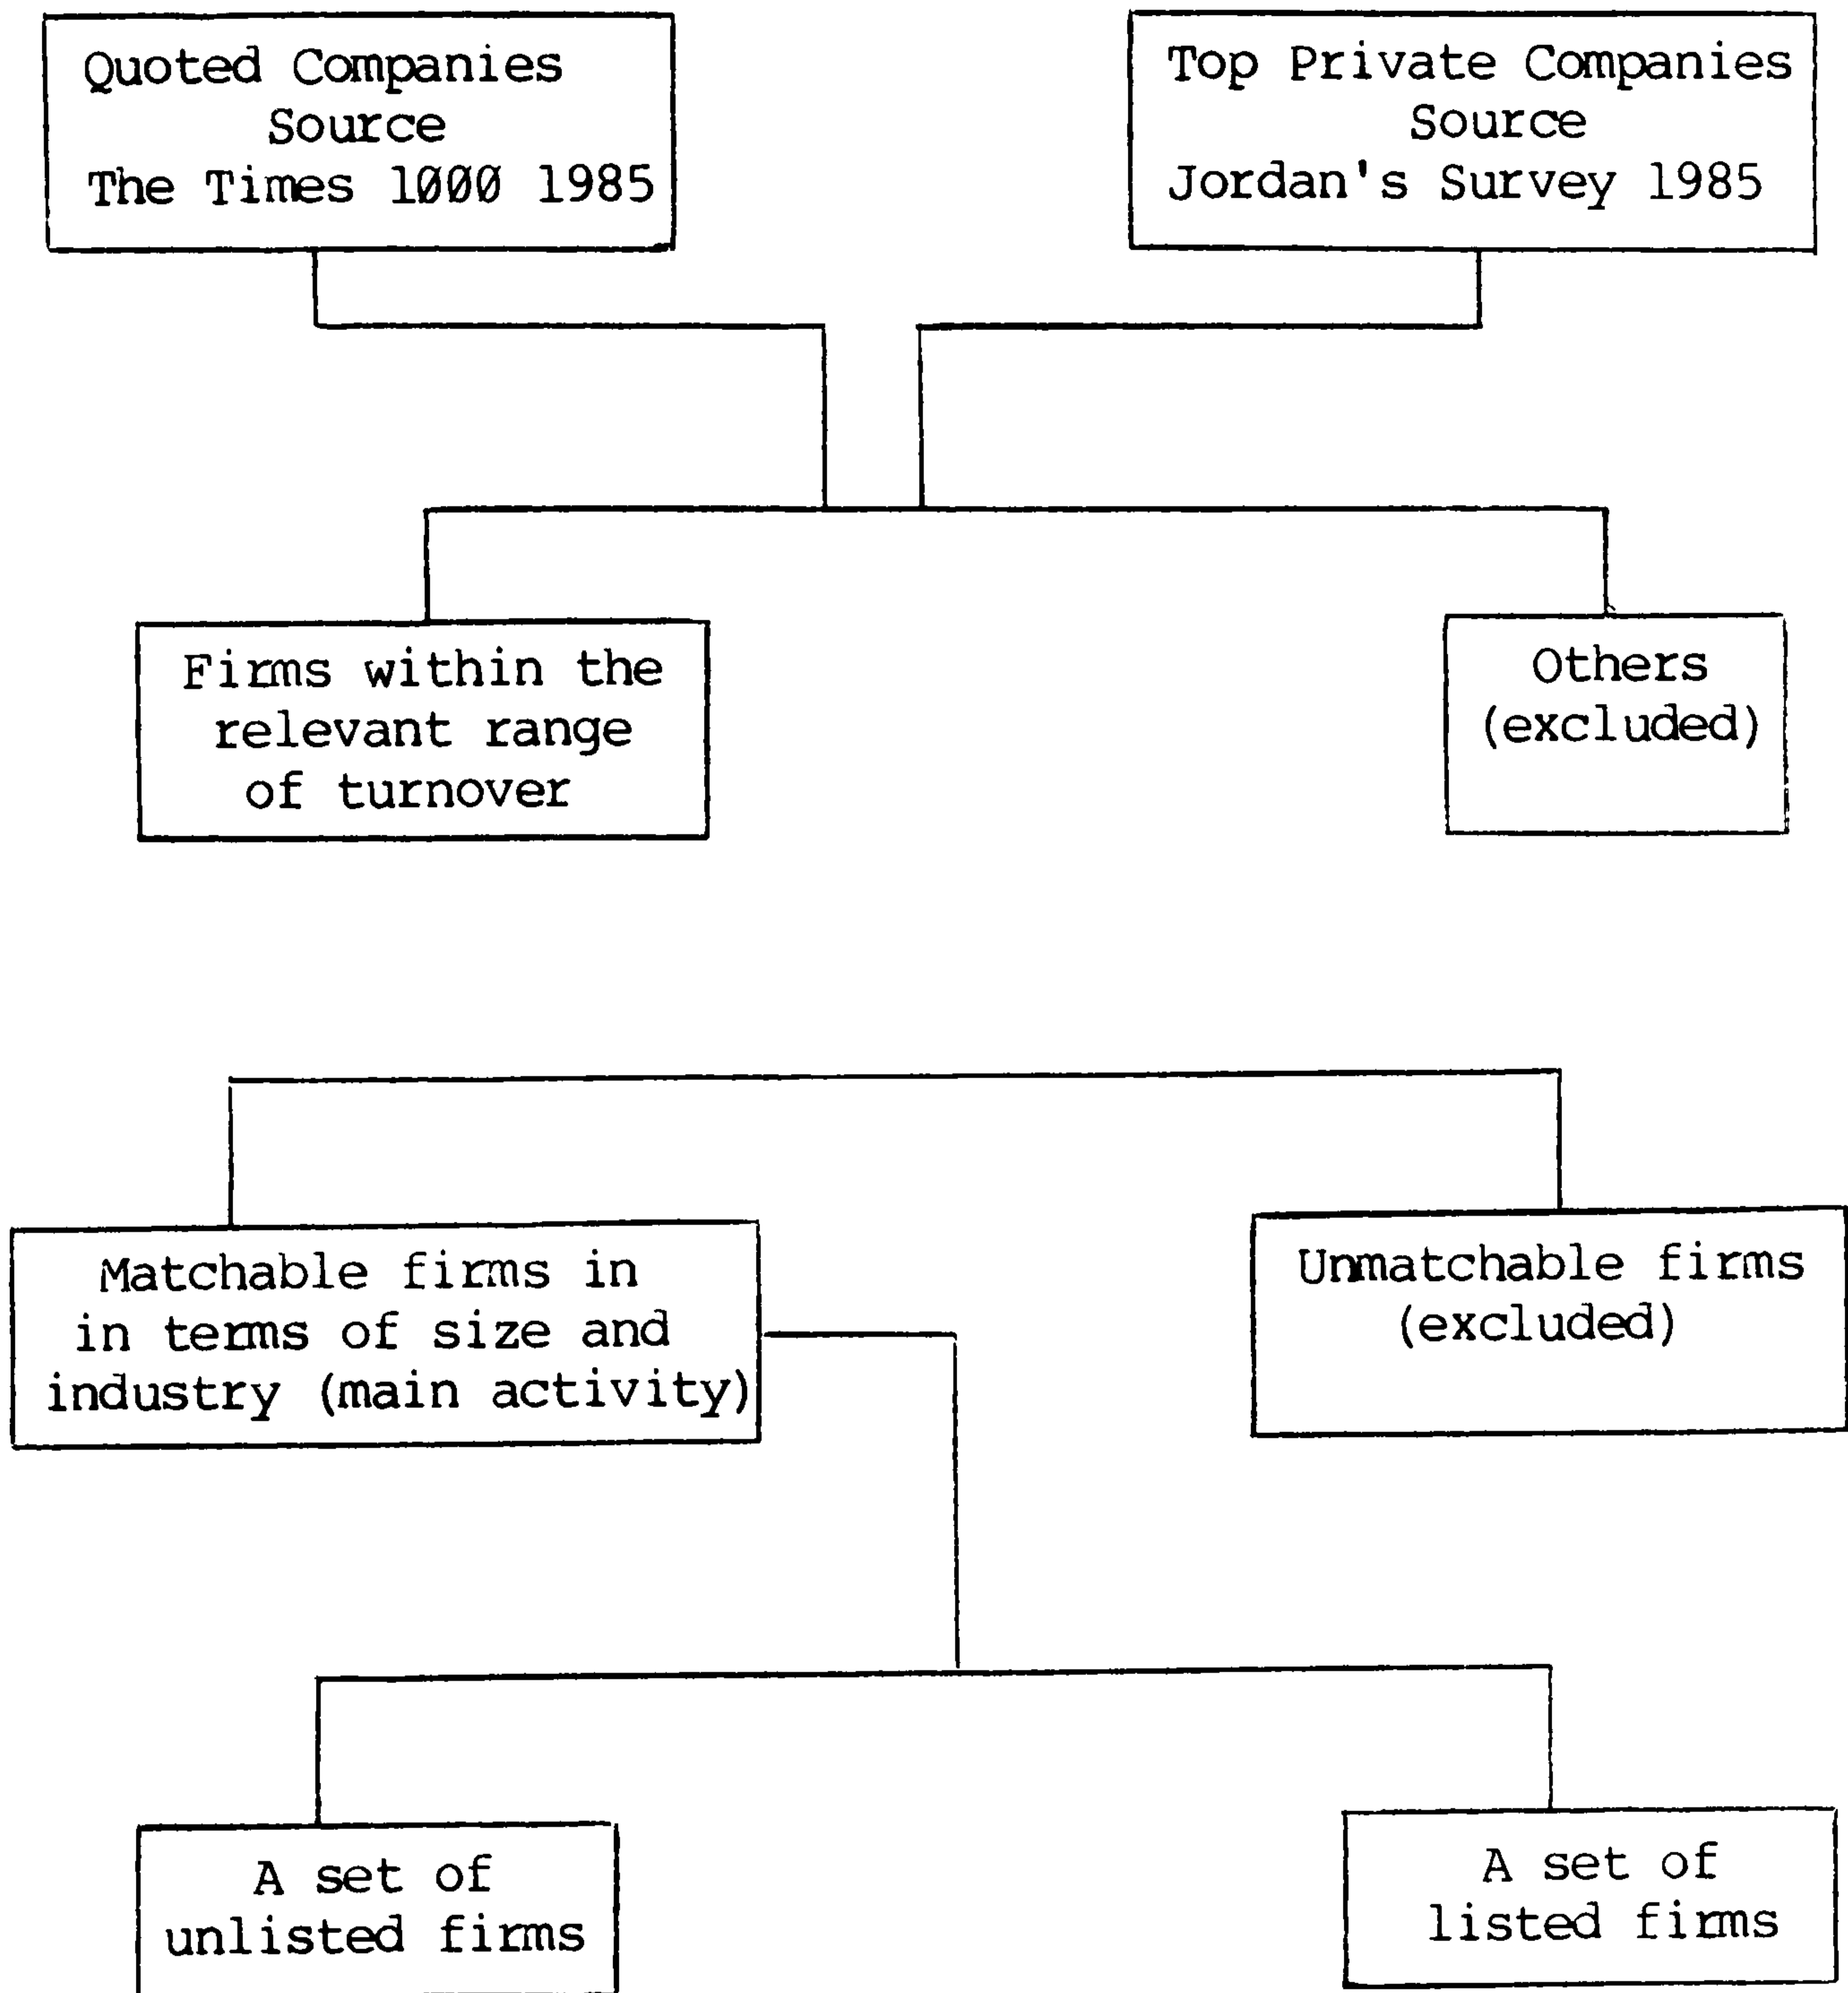 Quoted Companies
Source
The Times 1000 1985
Top Private Companies
Source
Jordan's Survey 1985
Firms within the
relevant range
of turnover
Others
(excluded)
Matchable firms in
in terms of size and
industry (main activity)
Unmatchable firms
(excluded)
A set of
unlisted firms
A set of
listed firms